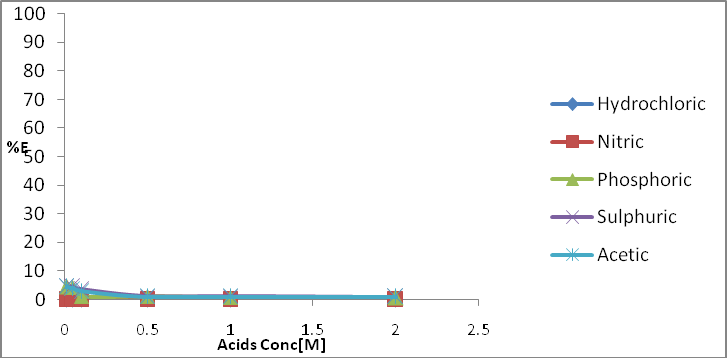 100
90
80
70
60
%E
50
40
30
20
10
0
0
0.5
1
1.5
2
2.5
Acids Conc[M]
Hydrochloric
Nitric
Phosphoric
Sulphuric
Acetic